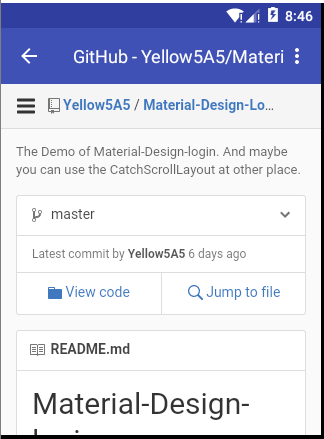 8:46
GitHub - Yellow5A5/Materi
Yellow5A5 / Material-Design-Lo...
The Demo of Material-Design-login. And maybe
you can use the CatchScrollLayout at other place.
master
Latest commit by Yellow5A5 6 days ago
View code Jump to file
README.md
Material-Design-